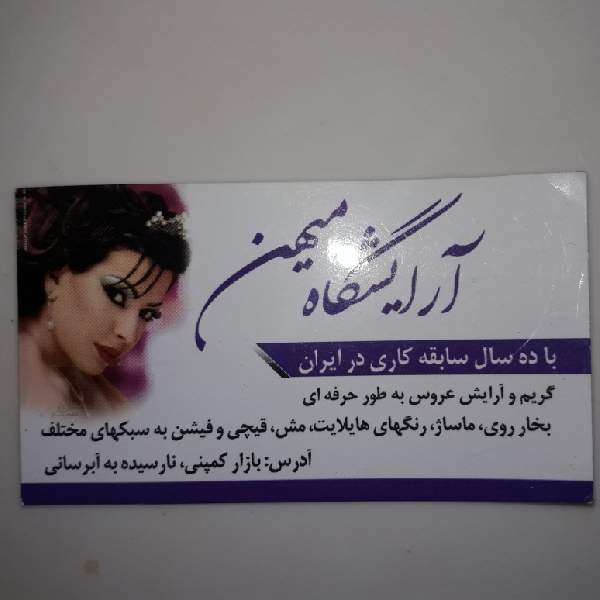 آرایشگاه میهن
با ده سال سابقه کاری در ایران
گریم و آرایش عروس به طور حرفه ای
بخار روی، ماساژ، رنگهای هایلایت، مش، قیچی و فیشن به سبکهای مختلف
آدرس: بازار کمپنی، نارسیده به آبرسانی